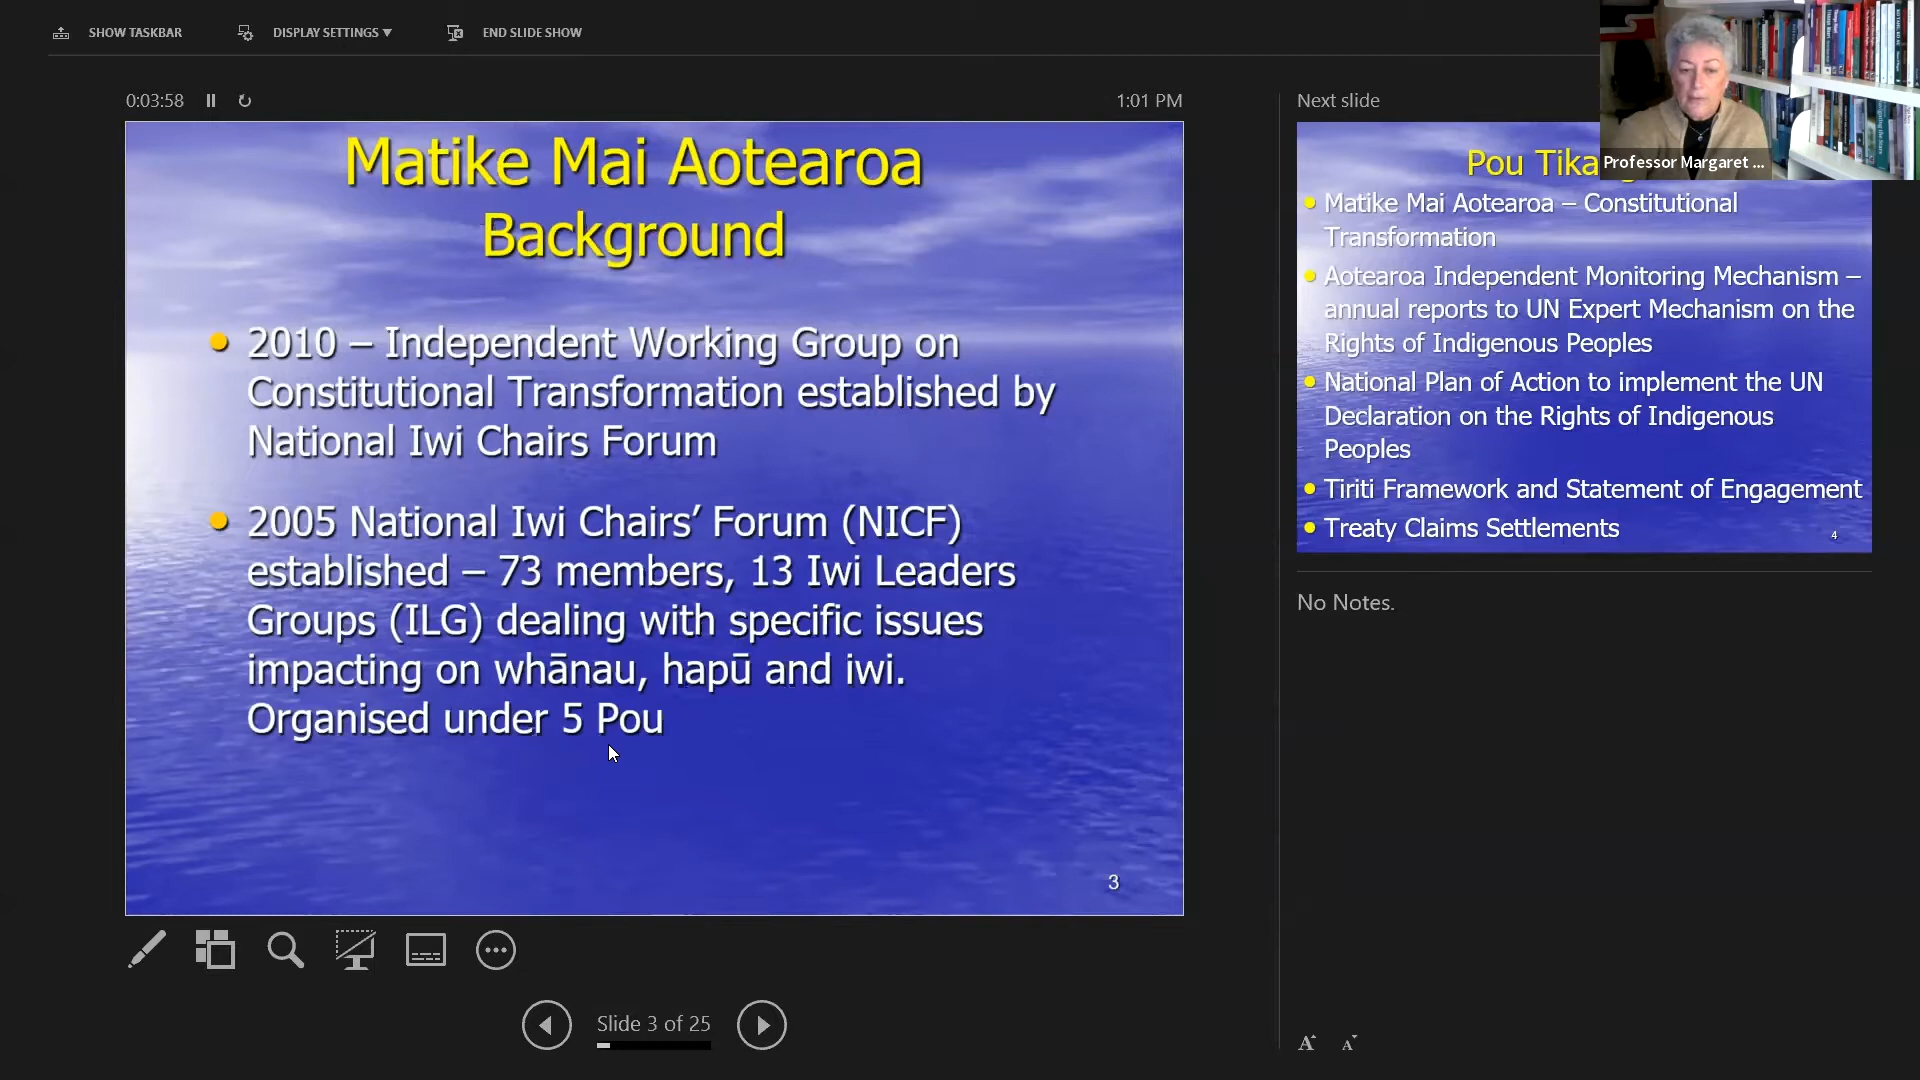 SHOW TASKBAR
DISPLAY SETTINGS ▼
END SLIDE SHOW
0:03:58
1:01 PM
Matike Mai Aotearoa
Background
2010 – Independent Working Group on
Constitutional Transformation established by
National Iwi Chairs Forum
2005 National Iwi Chairs’ Forum (NICF)
established – 73 members, 13 Iwi Leaders
Groups (ILG) dealing with specific issues
impacting on whānau, hapū and iwi.
Organised under 5 Pou
3
Slide 3 of 25
Next slide
Professor Margaret ...
Pou
Matike Mai Aotearoa – Constitutional
Transformation
Aotearoa Independent Monitoring Mechanism –
annual reports to UN Expert Mechanism on the
Rights of Indigenous Peoples
National Plan of Action to implement the UN
Declaration on the Rights of Indigenous
Peoples
Tiriti Framework and Statement of Engagement
Treaty Claims Settlements
4
No Notes.
A A